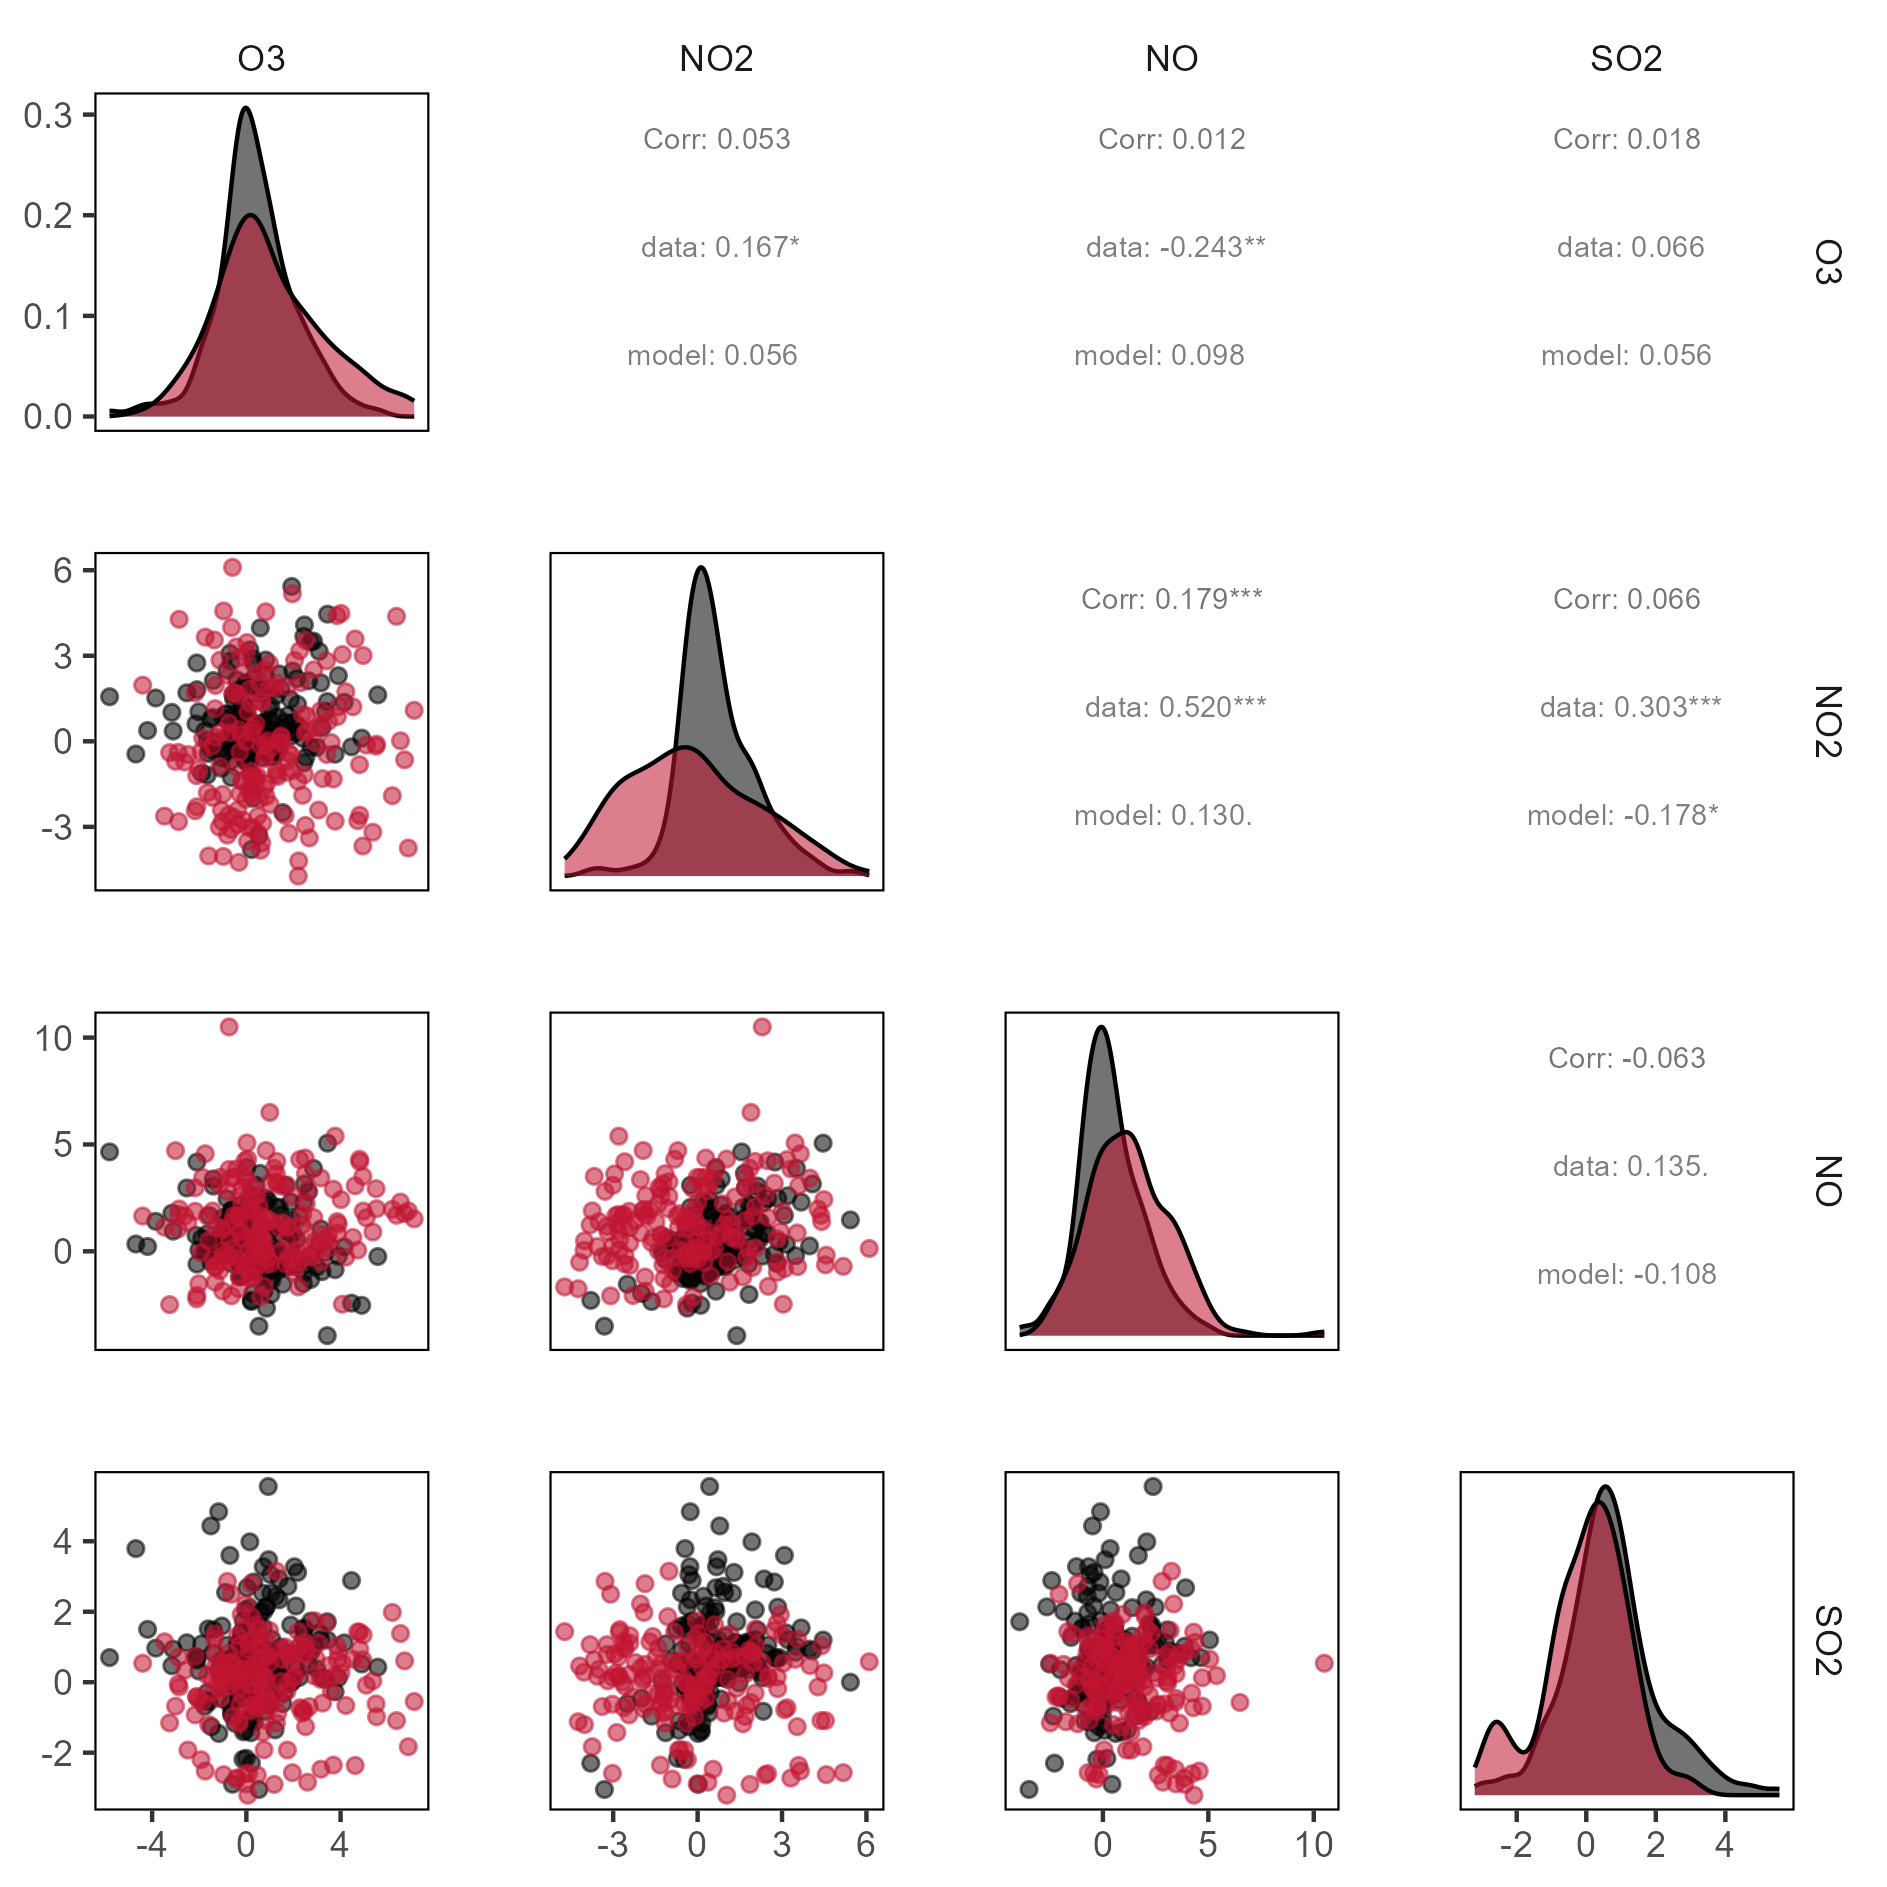 O3 NO2 NO SO2
0.3
0.2
0.1
0.0
Corr: 0.053
data: 0.167*
model: 0.056
Corr: 0.012
data: -0.243**
model: 0.098
Corr: 0.018
data: 0.066
model: 0.056
O3
6
3
0
-3
Corr: 0.179***
data: 0.520***
model: 0.130.
Corr: 0.066
data: 0.303***
model: -0.178*
NO2
10
5
0
Corr: -0.063
data: 0.135.
model: -0.108
NO
4
2
0
-2
SO2
-4 0 4
-3 0 3 6
0 5 10
-2 0 2 4